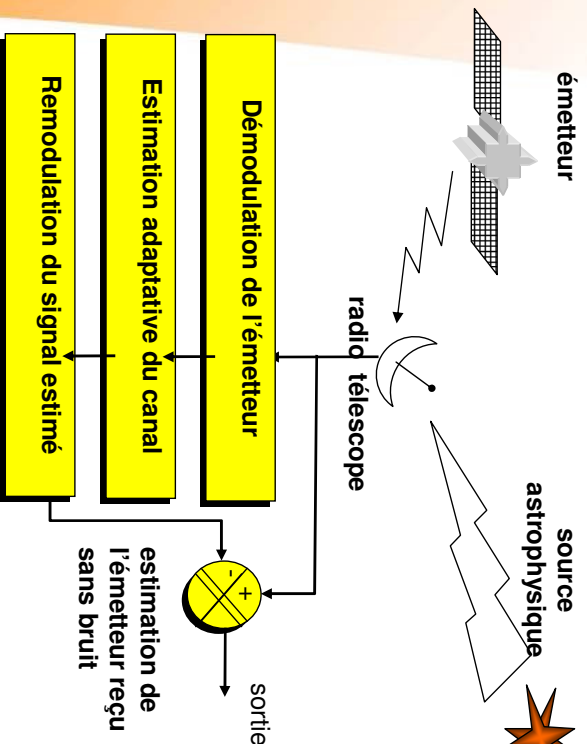 émetteur
source
astrophysique
radio télescope
Démodulation de l'émetteur
Estimation adaptative du canal
Remodulation du signal estimé
+
-
sortie
estimation de
l'émetteur reçu
sans bruit